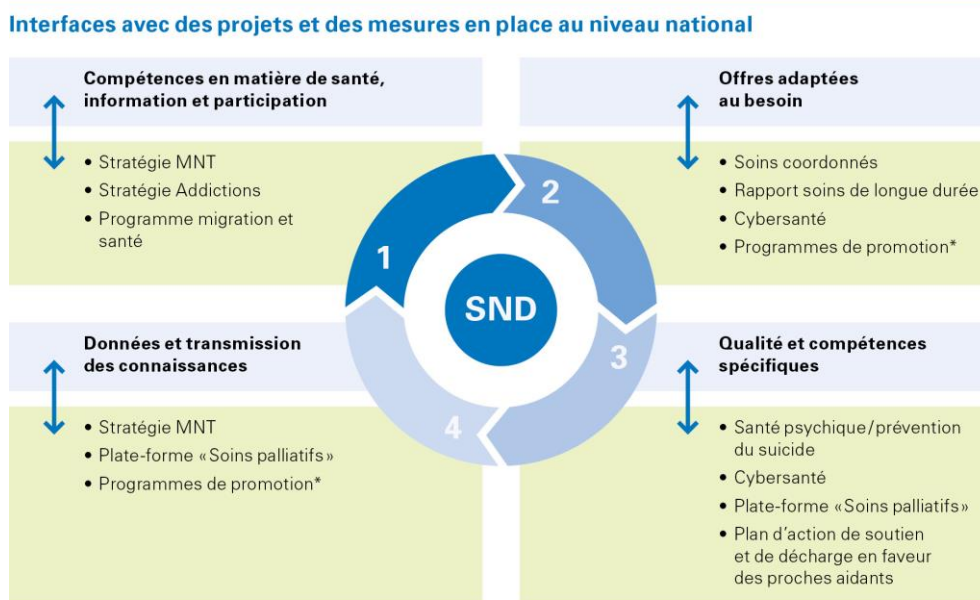 Interfaces avec des projets et des mesures en place au niveau national
Compétences en matière de santé,
information et participation
• Stratégie MNT
• Stratégie Addictions
• Programme migration et
santé
Offres adaptées
au besoin
• Soins coordonnés
• Rapport soins de longue durée
• Cybersanté
• Programmes de promotion*
1
2
SND
3
4
Données et transmission
des connaissances
• Stratégie MNT
• Plate-forme «Soins palliatifs»
• Programmes de promotion*
Qualité et compétences
spécifiques
• Santé psychique/prévention
du suicide
• Cybersanté
• Plate-forme «Soins palliatifs»
• Plan d'action de soutien
et de décharge en faveur
des proches aidants